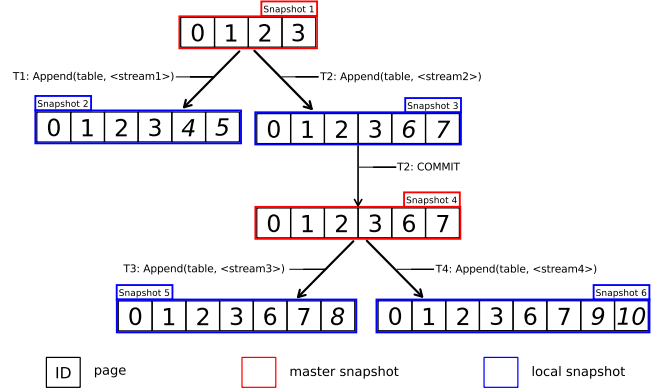 Snapshot 1
0 1 2 3
T1: Append(table, <stream1>)
T2: Append(table, <stream2>)
Snapshot 2
Snapshot 3
0 1 2 3 4 5
0 1 2 3 6 7
T2: COMMIT
Snapshot 4
0 1 2 3 6 7
T3: Append(table, <stream3>)
T4: Append(table, <stream4>)
Snapshot 5
Snapshot 6
0 1 2 3 6 7 8
0 1 2 3 6 7 9 10
ID page
master snapshot
local snapshot